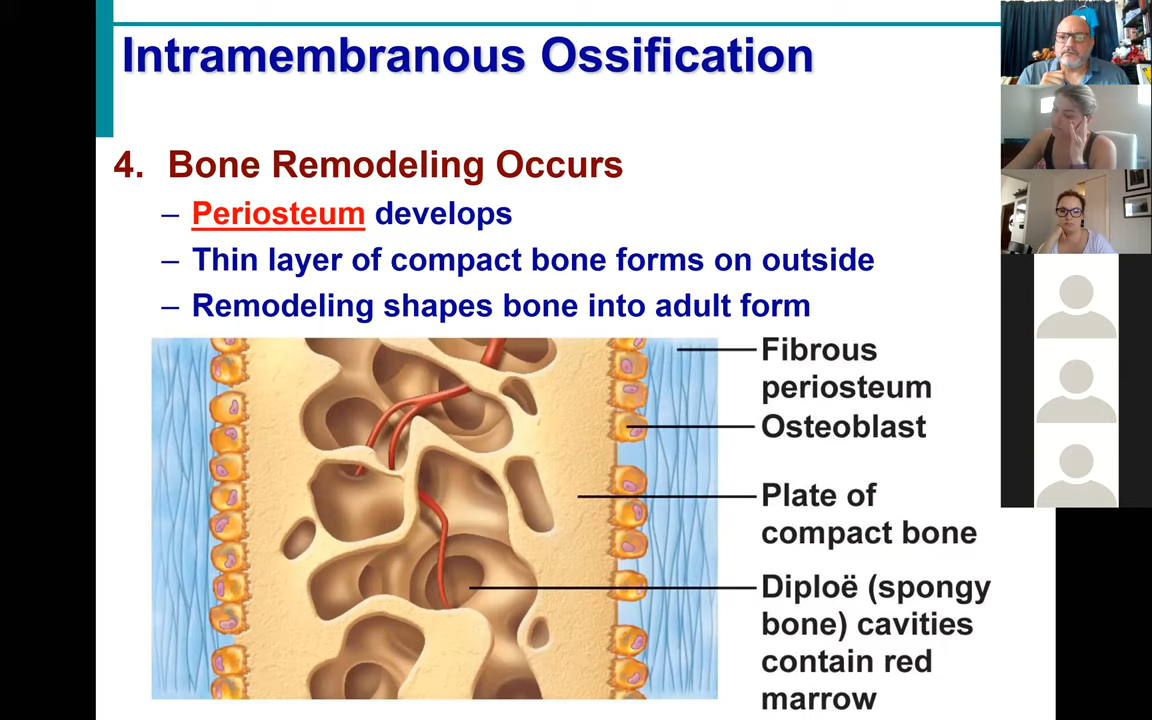 Intramembranous Ossification
4. Bone Remodeling Occurs
– Periosteum develops
– Thin layer of compact bone forms on outside
– Remodeling shapes bone into adult form
Fibrous
periosteum
Osteoblast
Plate of
compact bone
Diploë (spongy
bone) cavities
contain red
marrow